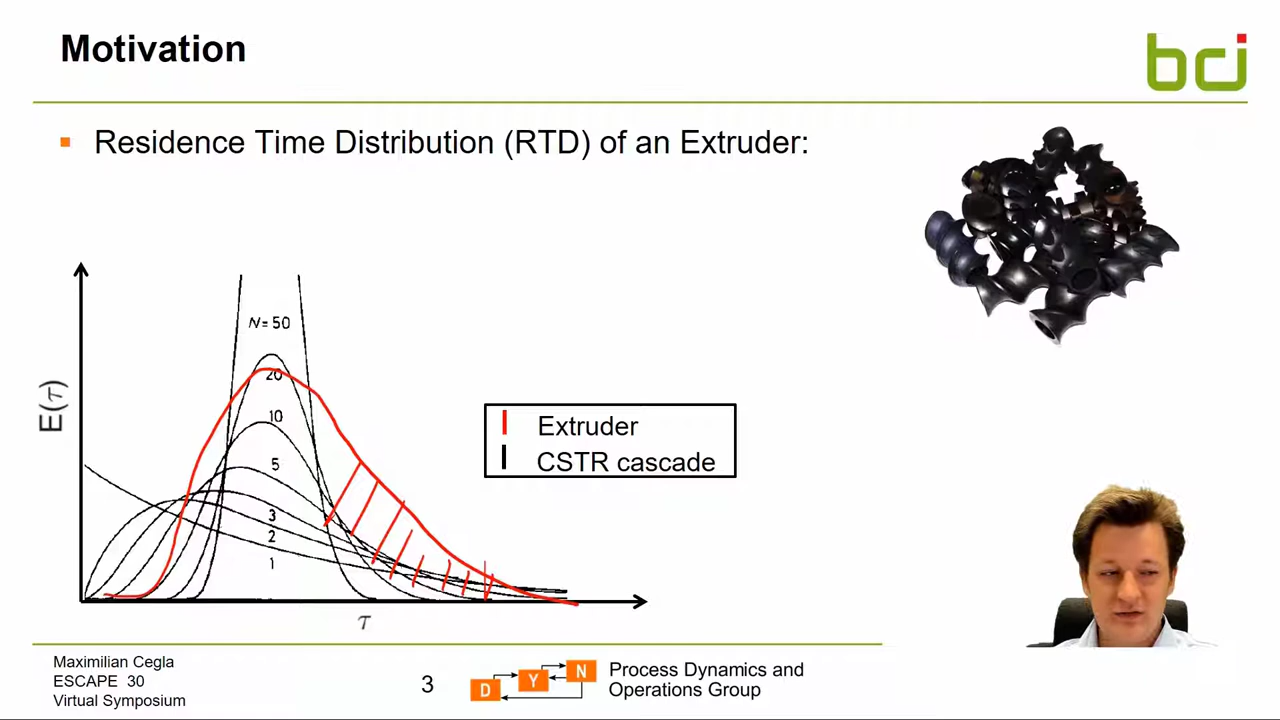 Motivation
bci
Residence Time Distribution (RTD) of an Extruder:
E(τ)
N=50
20
10
5
3
2
1
τ
Extruder
CSTR cascade
Maximilian Cegla
ESCAPE 30
Virtual Symposium
3
D
Y
N
Process Dynamics and
Operations Group